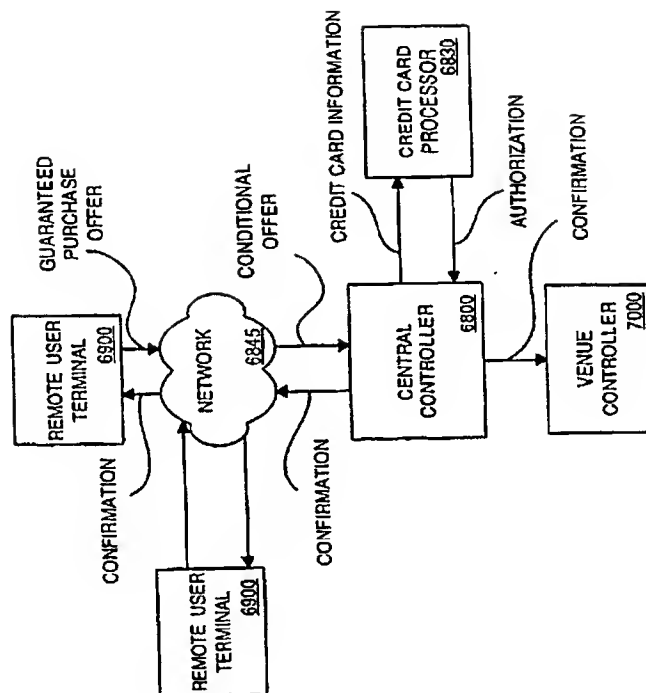 REMOTE USER
TERMINAL
6900
GUARANTEED
PURCHASE
OFFER
CONFIRMATION
REMOTE USER
TERMINAL
6900
NETWORK
6845
CONDITIONAL
OFFER
CONFIRMATION
CENTRAL
CONTROLLER
6800
CREDIT CARD INFORMATION
CREDIT CARD
PROCESSOR
6830
AUTHORIZATION
CONFIRMATION
VENUE
CONTROLLER
7000